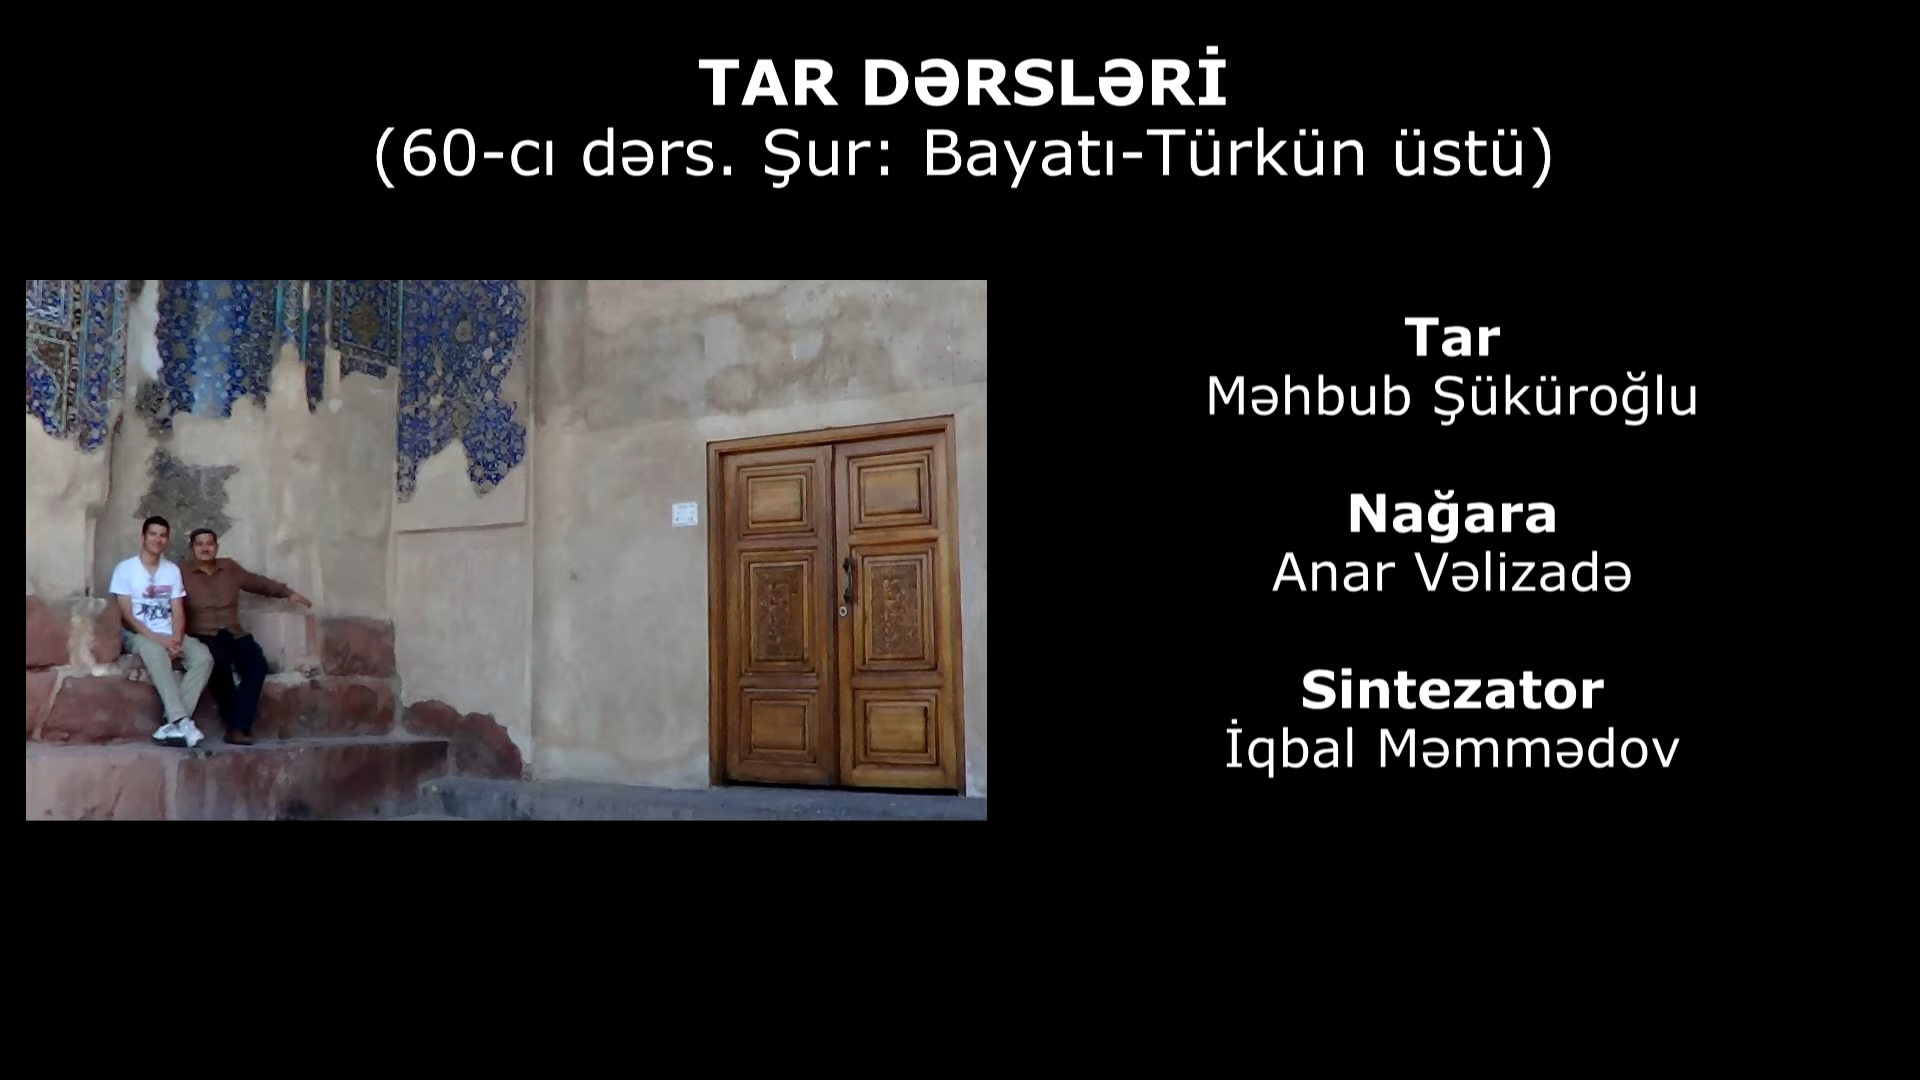 TAR DƏRSLƏRİ
(60-cı dərs. Şur: Bayatı-Türkün üstü)
Tar
Məhbub Şüküroğlu
Nağara
Anar Vəlizadə
Sintezator
İqbal Məmmədov